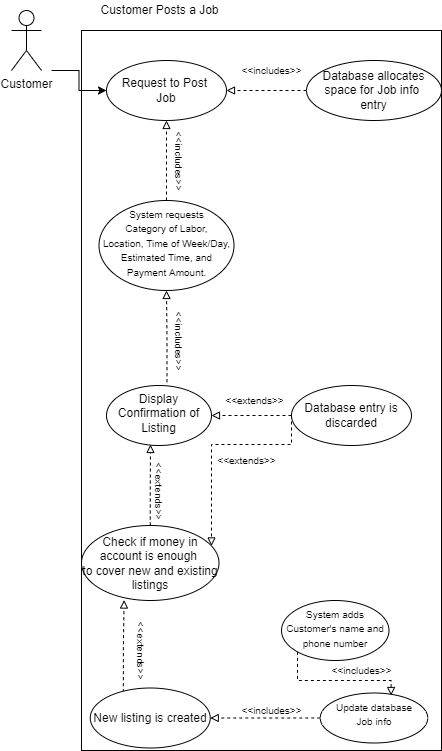 Customer Posts a Job
Customer
Request to Post
Job
<<includes>>
Database allocates
space for Job info
entry
<<includes>>
System requests
Category of Labor,
Location, Time of Week/Day,
Estimated Time, and
Payment Amount.
<<includes>>
Display
Confirmation of
Listing
<<extends>>
Database entry is
discarded
<<extends>>
<<extends>>
Check if money in
account is enough
to cover new and existing
listings
<<extends>>
System adds
Customer's name and
phone number
<<includes>>
New listing is created
<<includes>>
Update database
Job info